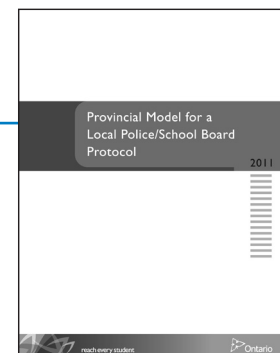 Provincial Model for a
Local Police/School Board
Protocol
2011
reach every student
Ontario